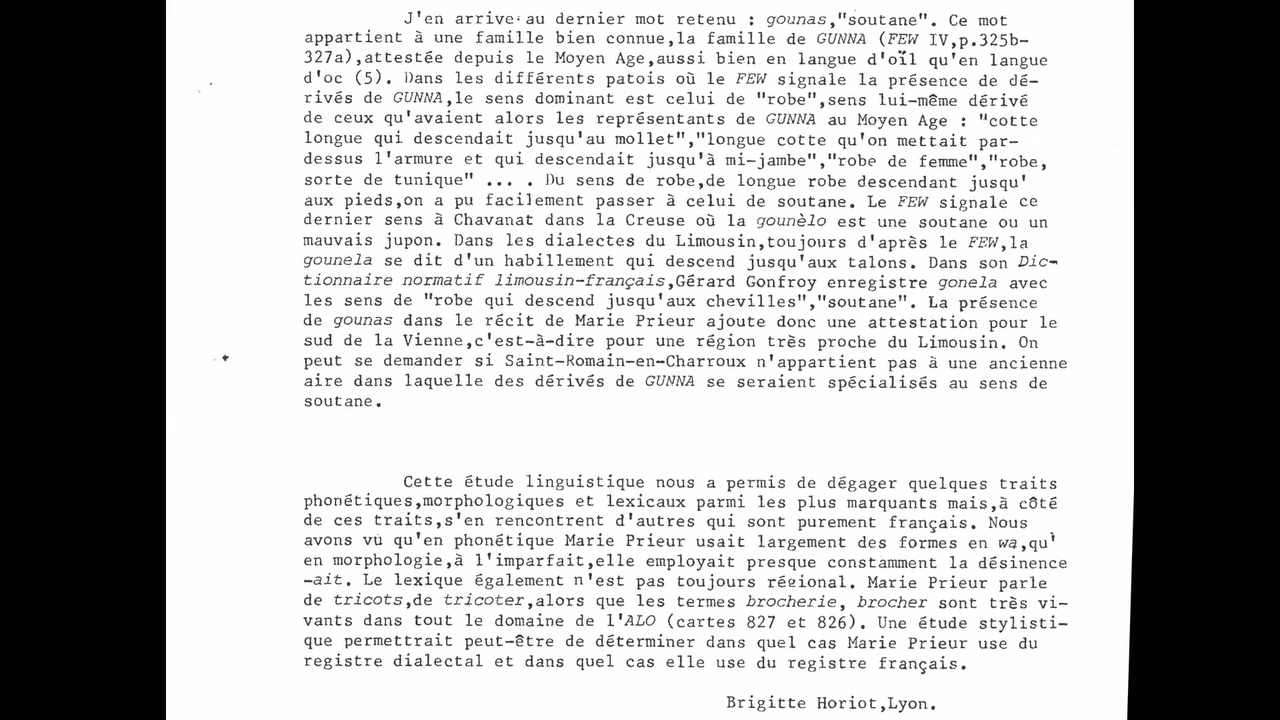 J'en arrive au dernier mot retenu : gounas,"soutane". Ce mot
appartient à une famille bien connue,la famille de GUNNA (FEW IV,p.325b-
327a),attestée depuis le Moyen Age,aussi bien en langue d'oïl qu'en langue
d'oc (5). Dans les différents patois où le FEW signale la présence de dé-
rivés de GUNNA,le sens dominant est celui de "robe",sens lui-même dérivé
de ceux qu'avaient alors les représentants de GUNNA au Moyen Age : "cotte
longue qui descendait jusqu'au mollet","longue cotte qu'on mettait par-
dessus l'armure et qui descendait jusqu'à mi-jambe","robe de femme","robe,
sorte de tunique" ... . Du sens de robe,de longue robe descendant jusqu'
aux pieds,on a pu facilement passer à celui de soutane. Le FEW signale ce
dernier sens à Chavanat dans la Creuse où la gounèlo est une soutane ou un
mauvais jupon. Dans les dialectes du Limousin,toujours d'après le FEW,la
gounela se dit d'un habillement qui descend jusqu'aux talons. Dans son Dic-
tionnaire normatif limousin-français,Gérard Gonfroy enregistre gonela avec
les sens de "robe qui descend jusqu'aux chevilles","soutane". La présence
de gounas dans le récit de Marie Prieur ajoute donc une attestation pour le
sud de la Vienne,c'est-à-dire pour une région très proche du Limousin. On
peut se demander si Saint-Romain-en-Charroux n'appartient pas à une ancienne
aire dans laquelle des dérivés de GUNNA se seraient spécialisés au sens de
soutane.
Cette étude linguistique nous a permis de dégager quelques traits
phonétiques,morphologiques et lexicaux parmi les plus marquants mais,à côté
de ces traits,s'en rencontrent d'autres qui sont purement français. Nous
avons vu qu'en phonétique Marie Prieur usait largement des formes en wa,qu'
en morphologie,à l'imparfait,elle employait presque constamment la désinence
-ait. Le lexique également n'est pas toujours régional. Marie Prieur parle
de tricots,de tricoter,alors que les termes brocherie, brocher sont très vi-
vants dans tout le domaine de l'ALO (cartes 827 et 826). Une étude stylisti-
que permettrait peut-être de déterminer dans quel cas Marie Prieur use du
registre dialectal et dans quel cas elle use du registre français.
Brigitte Horiot,Lyon.